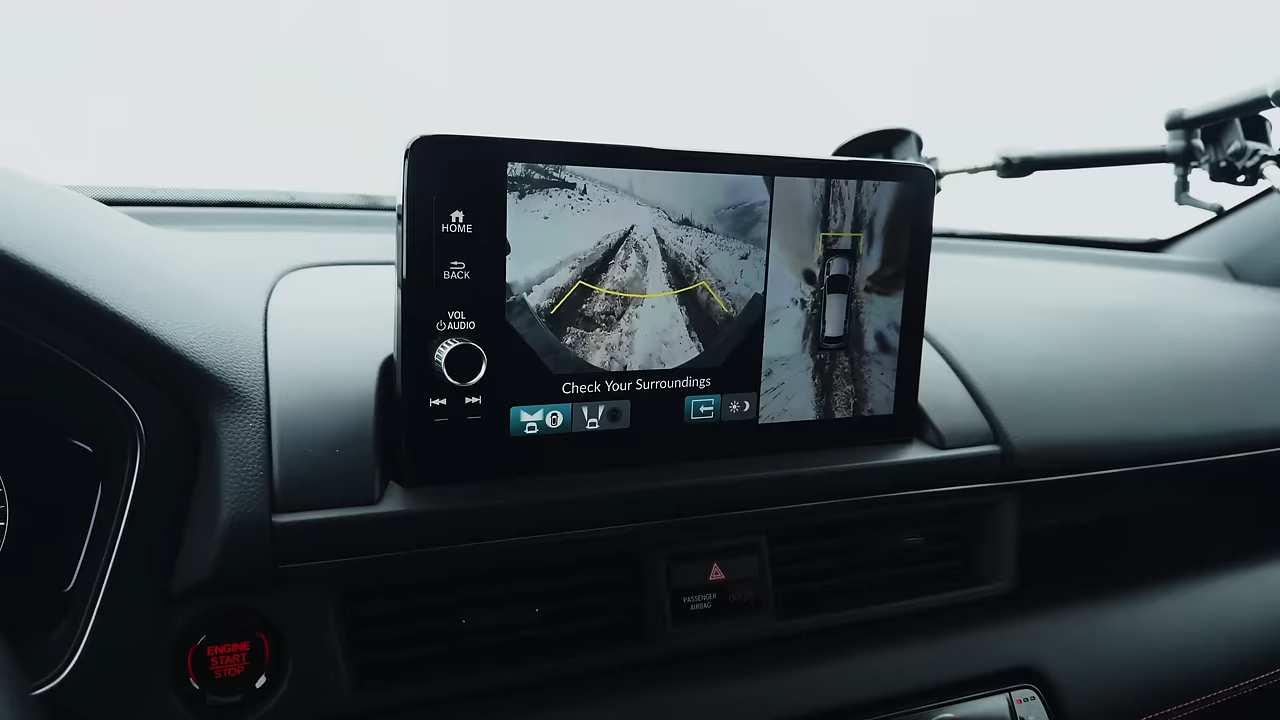 HOME
BACK
VOL
AUDIO
Check Your Surroundings
PASSENGER
AIRBAG
ENGINE
START
STOP